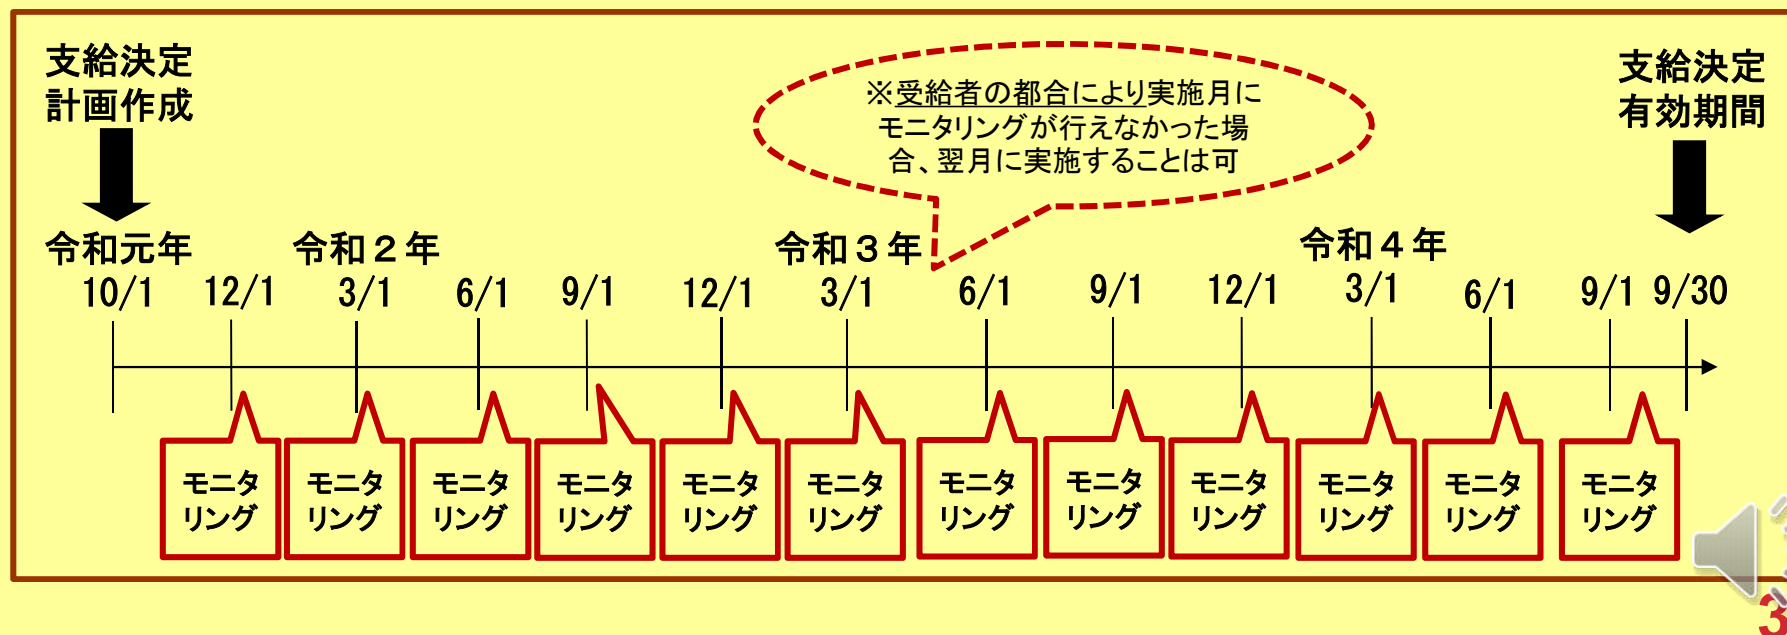 支給決定
計画作成
※受給者の都合により実施月に
モニタリングが行えなかった場
合、翌月に実施することは可
支給決定
有効期間
令和元年
令和２年
令和３年
令和４年
10/1
12/1
3/1
6/1
9/1
12/1
3/1
6/1
9/1
12/1
3/1
6/1
9/1
9/30
モニタ
リング
モニタ
リング
モニタ
リング
モニタ
リング
モニタ
リング
モニタ
リング
モニタ
リング
モニタ
リング
モニタ
リング
モニタ
リング
モニタ
リング
モニタ
リング